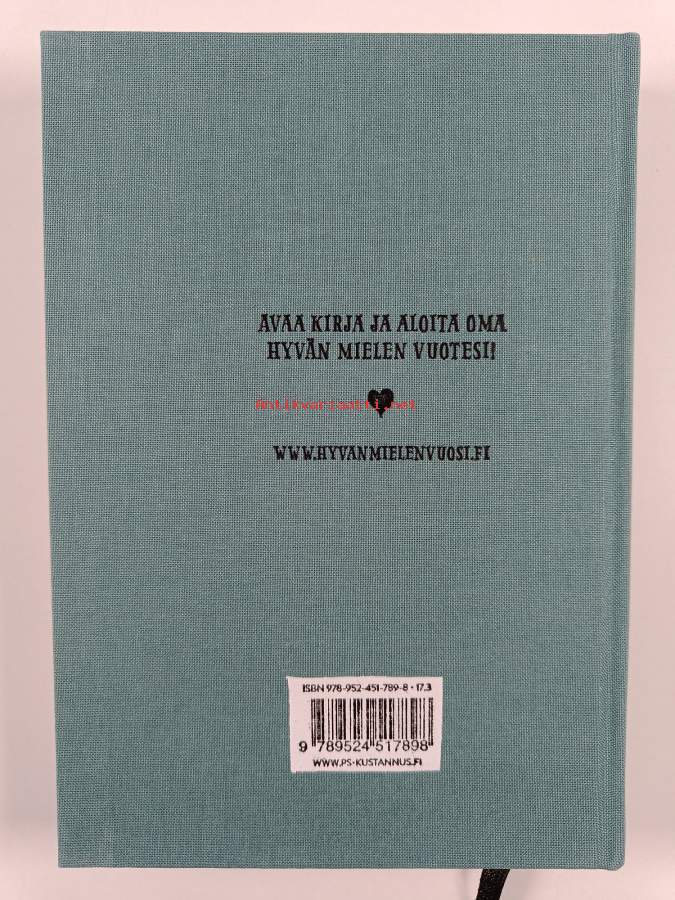 AVAA KIRJA JA ALOITA OMA
HYVÄN MIELEN VUOTESI!
Antikvariaatti.net
WWW.HYVANMIELENVUOSI.FI
ISBN 978-952-451-789-8 • 17.3
9 789524 517898
WWW.PS-KUSTANNUS.FI